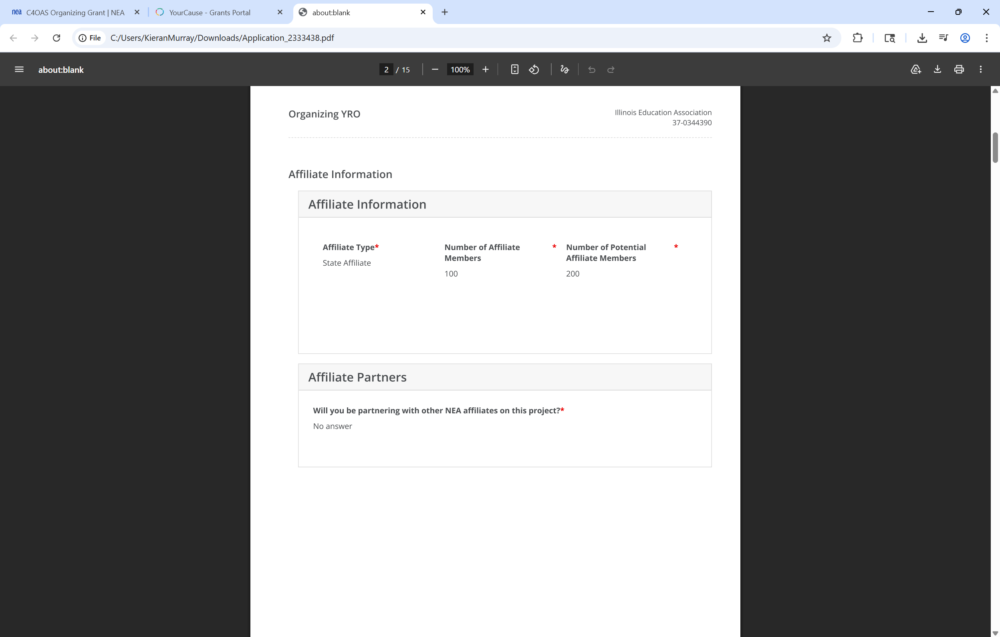 nea C4OAS Organizing Grant | NEA
YourCause - Grants Portal
about:blank
File
C:/Users/KieranMurray/Downloads/Application_2333438.pdf
about:blank
2 / 15
100%
Organizing YRO
Illinois Education Association
37-0344390
Affiliate Information
Affiliate Information
Affiliate Type*
State Affiliate
Number of Affiliate *
Members
100
Number of Potential *
Affiliate Members
200
Affiliate Partners
Will you be partnering with other NEA affiliates on this project?*
No answer